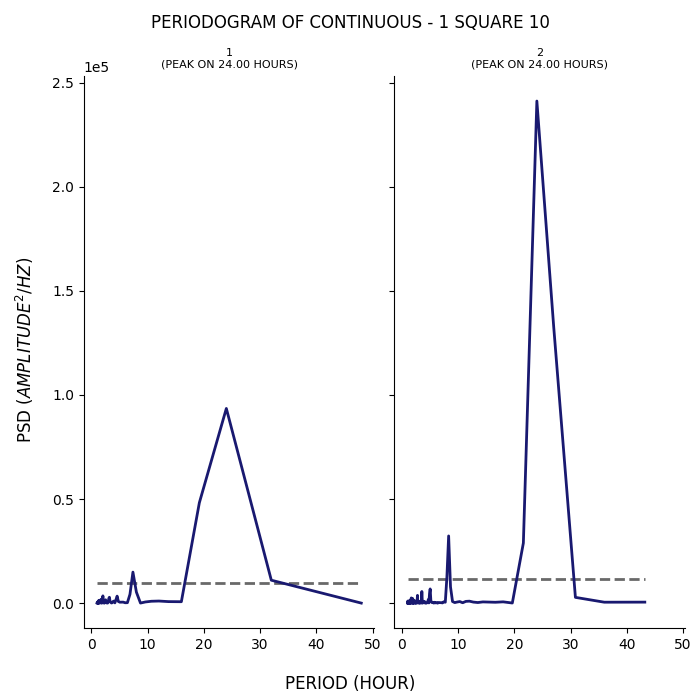 PERIODOGRAM OF CONTINUOUS - 1 SQUARE 10
1
(PEAK ON 24.00 HOURS)
2
(PEAK ON 24.00 HOURS)
1e5
2.5
2.0
1.5
1.0
0.5
0.0
PSD (AMPLITUDE²/HZ)
0 10 20 30 40 50
0 10 20 30 40 50
PERIOD (HOUR)